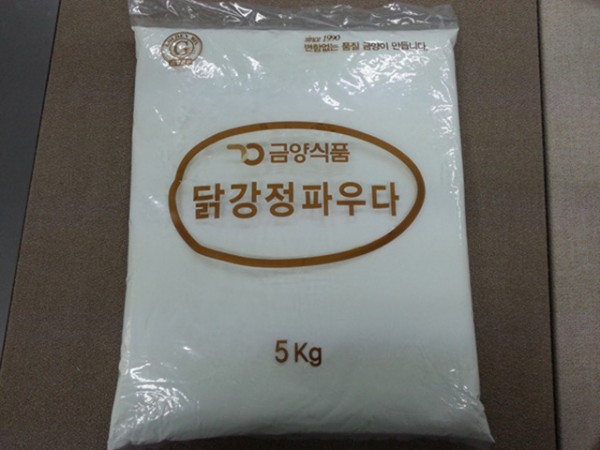 since 1990
변함없는 품질 금양이 만듭니다.
G
금양식품
닭강정파우다
5Kg